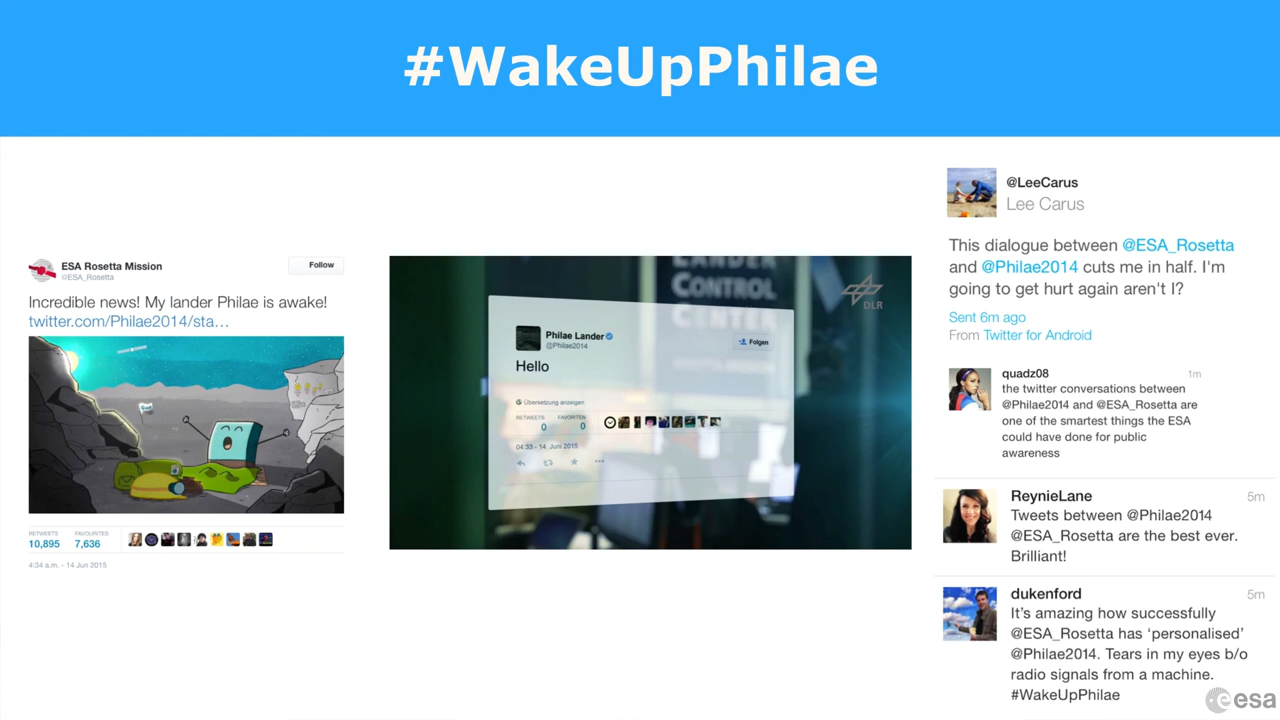 #WakeUpPhilae
ESA Rosetta Mission
@ESA_Rosetta
Follow
Incredible news! My lander Philae is awake!
twitter.com/Philae2014/sta…
RETWEETS FAVOURITES
10,895 7,636
4:34 a.m. - 14 Jun 2015
LANDER
CONTROL
CENTER
DLR
Philae Lander
@Philae2014
Folgen
Hello
Übersetzung anzeigen
RETWEETS FAVORITEN
0 0
04:33 - 14. Juni 2015
@LeeCarus
Lee Carus
This dialogue between @ESA_Rosetta
and @Philae2014 cuts me in half. I'm
going to get hurt again aren't I?
Sent 6m ago
From Twitter for Android
quadz08 1m
the twitter conversations between
@Philae2014 and @ESA_Rosetta are
one of the smartest things the ESA
could have done for public
awareness
ReynieLane 5m
Tweets between @Philae2014
@ESA_Rosetta are the best ever.
Brilliant!
dukenford 5m
It's amazing how successfully
@ESA_Rosetta has ‘personalised’
@Philae2014. Tears in my eyes b/o
radio signals from a machine.
#WakeUpPhilae
esa